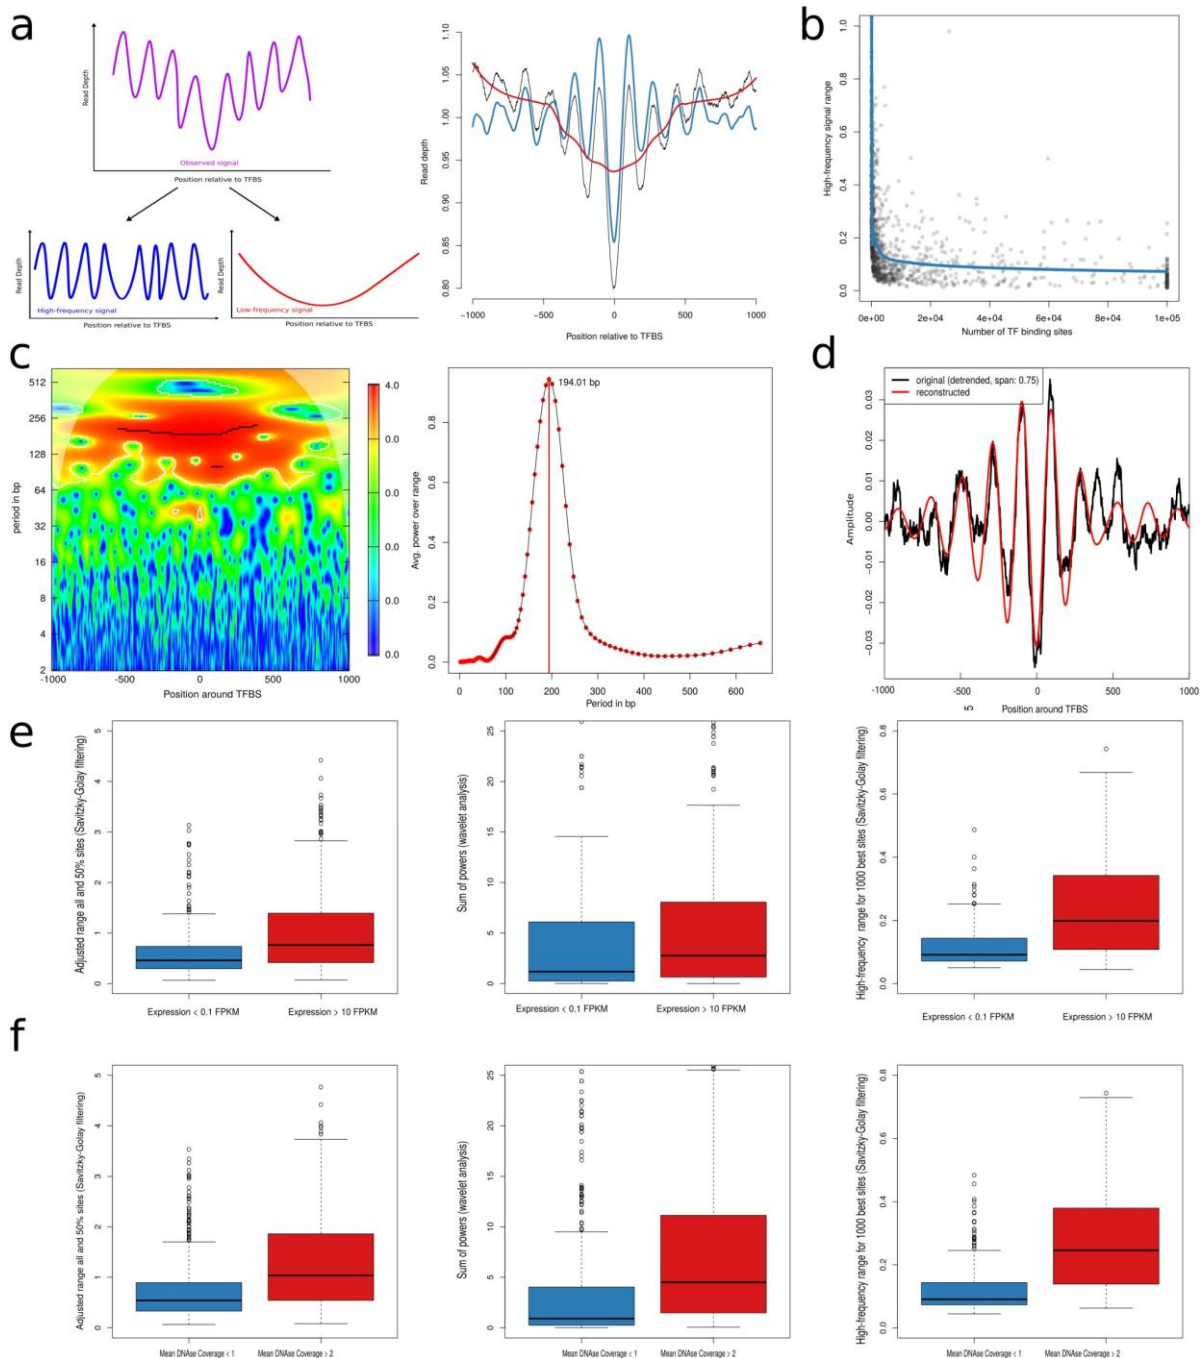 a
Read Depth
Observed signal
Position relative to TFBS
Read Depth
High-frequency signal
Position relative to TFBS
Read Depth
Low-frequency signal
Position relative to TFBS
Read depth
1.10
1.05
1.00
0.95
0.90
0.85
0.80
-1000 -500 0 500 1000
Position relative to TFBS
b
High-frequency signal range
1.0
0.8
0.6
0.4
0.2
0.0
0e+00 2e+04 4e+04 6e+04 8e+04 1e+05
Number of TF binding sites
c
period in bp
512
256
128
64
32
16
8
4
2
-1000 -500 0 500 1000
Position around TFBS
4.0
0.0
0.0
0.0
0.0
Avg. power over range
0.8
0.6
0.4
0.2
0.0
194.01 bp
0 100 200 300 400 500 600
Period in bp
d
original (detrended, span: 0.75)
reconstructed
Amplitude
0.03
0.02
0.01
0.00
-0.01
-0.02
-0.03
-1000 -500 0 500 1000
5
Position around TFBS
e
Adjusted range all and 50% sites (Savitzky-Golay filtering)
5
4
3
2
1
0
Expression < 0.1 FPKM Expression > 10 FPKM
Sum of powers (wavelet analysis)
25
20
15
10
5
0
Expression < 0.1 FPKM Expression > 10 FPKM
High-frequency range for 1000 best sites (Savitzky-Golay filtering)
0.8
0.6
0.4
0.2
0.0
Expression < 0.1 FPKM Expression > 10 FPKM
f
Adjusted range all and 50% sites (Savitzky-Golay filtering)
5
4
3
2
1
0
Mean DNAse Coverage < 1 Mean DNAse Coverage > 2
Sum of powers (wavelet analysis)
25
20
15
10
5
0
Mean DNAse Coverage < 1 Mean DNAse Coverage > 2
High-frequency range for 1000 best sites (Savitzky-Golay filtering)
0.8
0.6
0.4
0.2
0.0
Mean DNAse Coverage < 1 Mean DNAse Coverage > 2